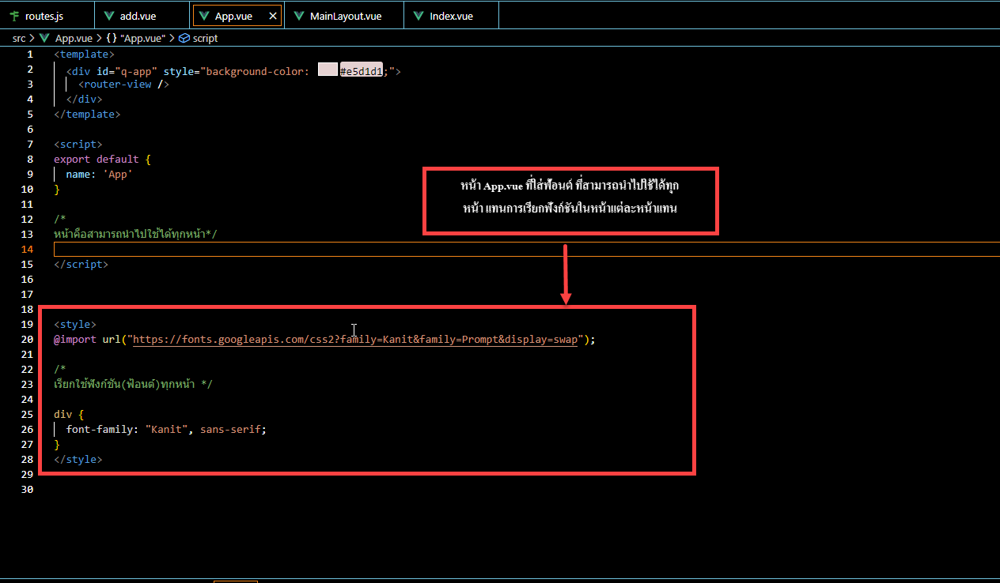 routes.js add.vue App.vue MainLayout.vue Index.vue
src > App.vue > {} "App.vue" > script
1 <template>
2 <div id="q-app" style="background-color: #e5d1d1;">
3 <router-view />
4 </div>
5 </template>
6
7 <script>
8 export default {
9 name: 'App'
10 }
11
12 /*
13 หน้าคือสามารถนำไปใช้ได้ทุกหน้า*/
14
15 </script>
16
17
18
19 <style>
20 @import url("https://fonts.googleapis.com/css2?family=Kanit&family=Prompt&display=swap");
21
22 /*
23 เรียกใช้ฟังก์ชัน(ฟ้อนต์)ทุกหน้า */
24
25 div {
26 font-family: "Kanit", sans-serif;
27 }
28 </style>
29
30
หน้า App.vue ที่ใส่ฟ้อนต์ ที่สามารถนำไปใช้ได้ทุก
หน้า แทนการเรียกฟังก์ชันในหน้าแต่ละหน้าแทน